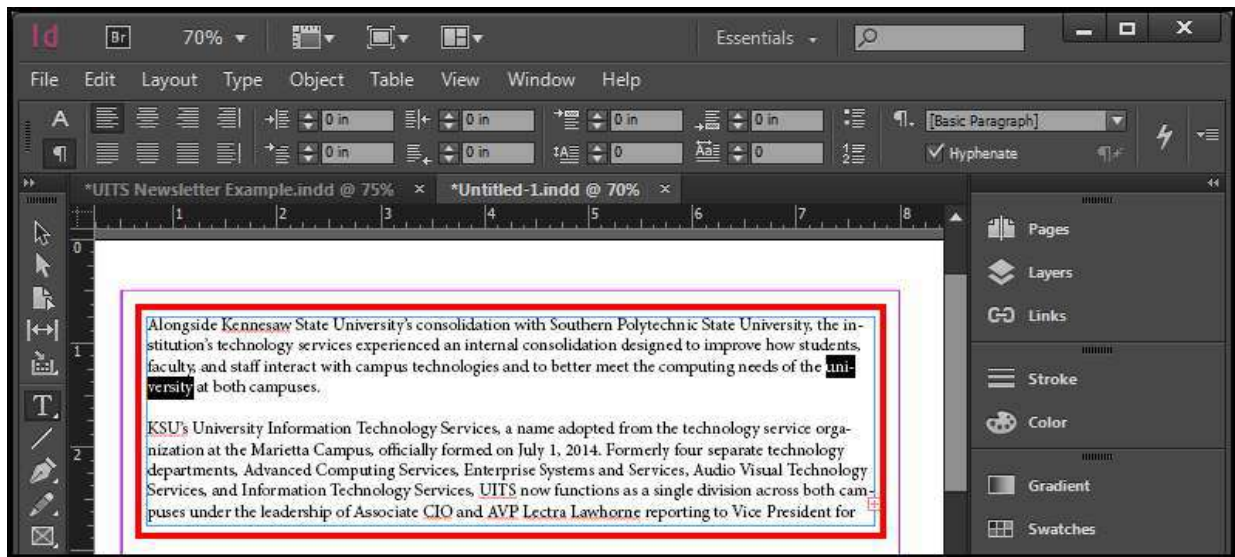 Id Br 70% Essentials
File Edit Layout Type Object Table View Window Help
A 0 in 0 in 0 in 0 in ¶. [Basic Paragraph]
¶ 0 in 0 in 0 0 Hyphenate
*UITS Newsletter Example.indd @ 75% × *Untitled-1.indd @ 70% ×
1 2 3 4 5 6 7 8
0
1
2
Alongside Kennesaw State University's consolidation with Southern Polytechnic State University, the in-
stitution's technology services experienced an internal consolidation designed to improve how students,
faculty, and staff interact with campus technologies and to better meet the computing needs of the uni-
versity at both campuses.
KSU's University Information Technology Services, a name adopted from the technology service orga-
nization at the Marietta Campus, officially formed on July 1, 2014. Formerly four separate technology
departments, Advanced Computing Services, Enterprise Systems and Services, Audio Visual Technology
Services, and Information Technology Services, UITS now functions as a single division across both cam-
puses under the leadership of Associate CIO and AVP Lectra Lawhorne reporting to Vice President for
Pages
Layers
Links
Stroke
Color
Gradient
Swatches